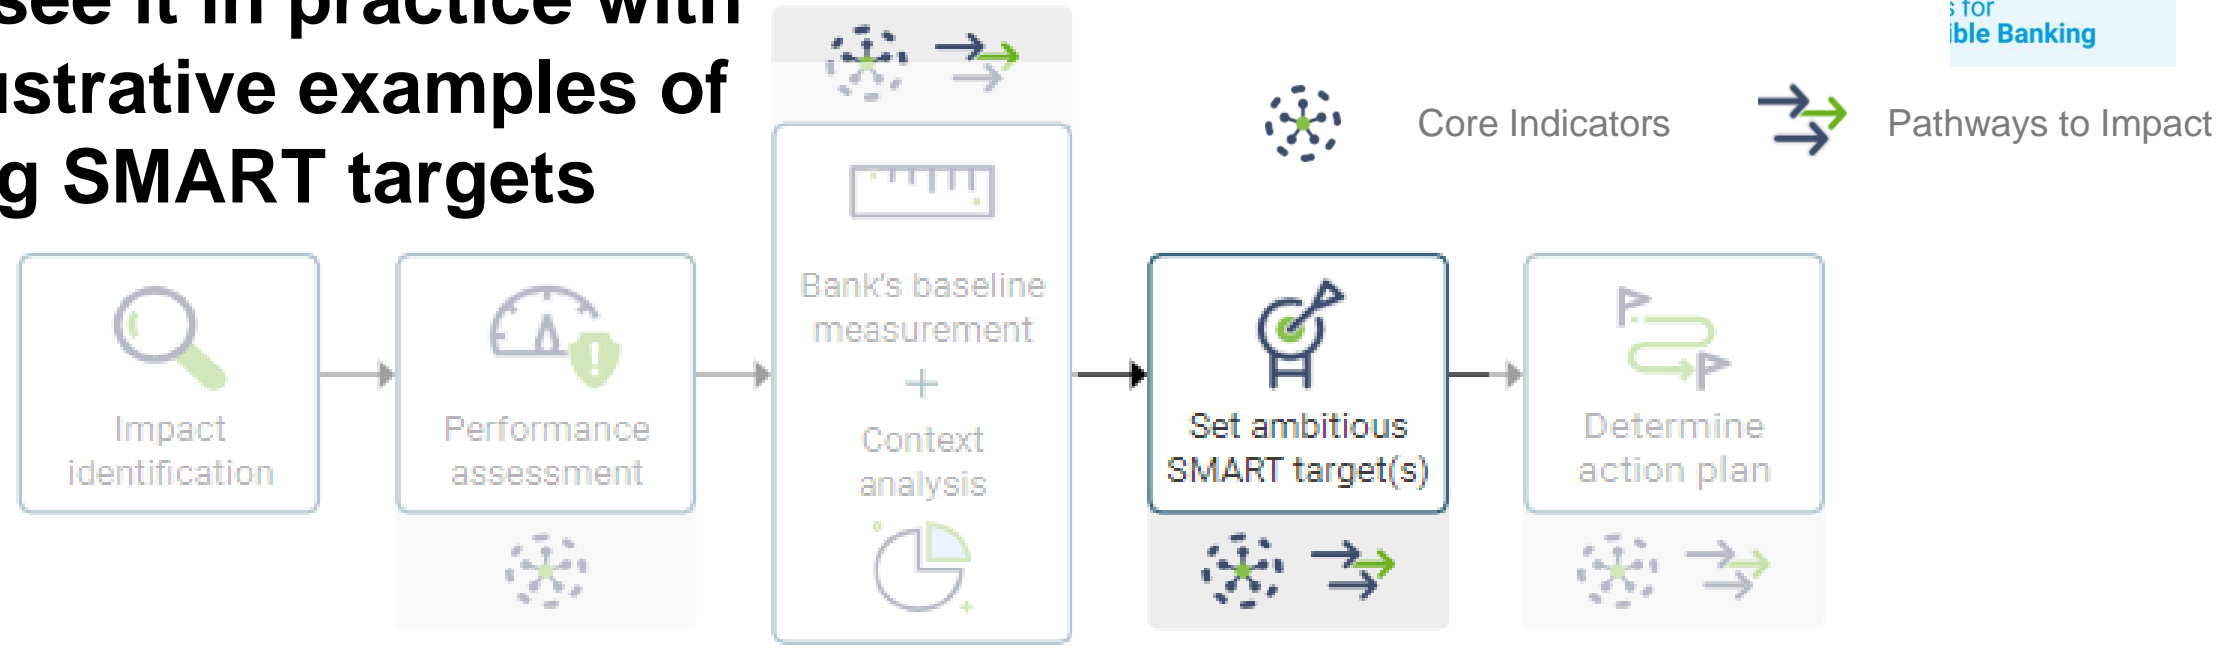 see it in practice with
ustrative examples of
g SMART targets
s for
ible Banking
Core Indicators
Pathways to Impact
Impact
identification
Performance
assessment
Bank's baseline
measurement
+
Context
analysis
Set ambitious
SMART target(s)
Determine
action plan